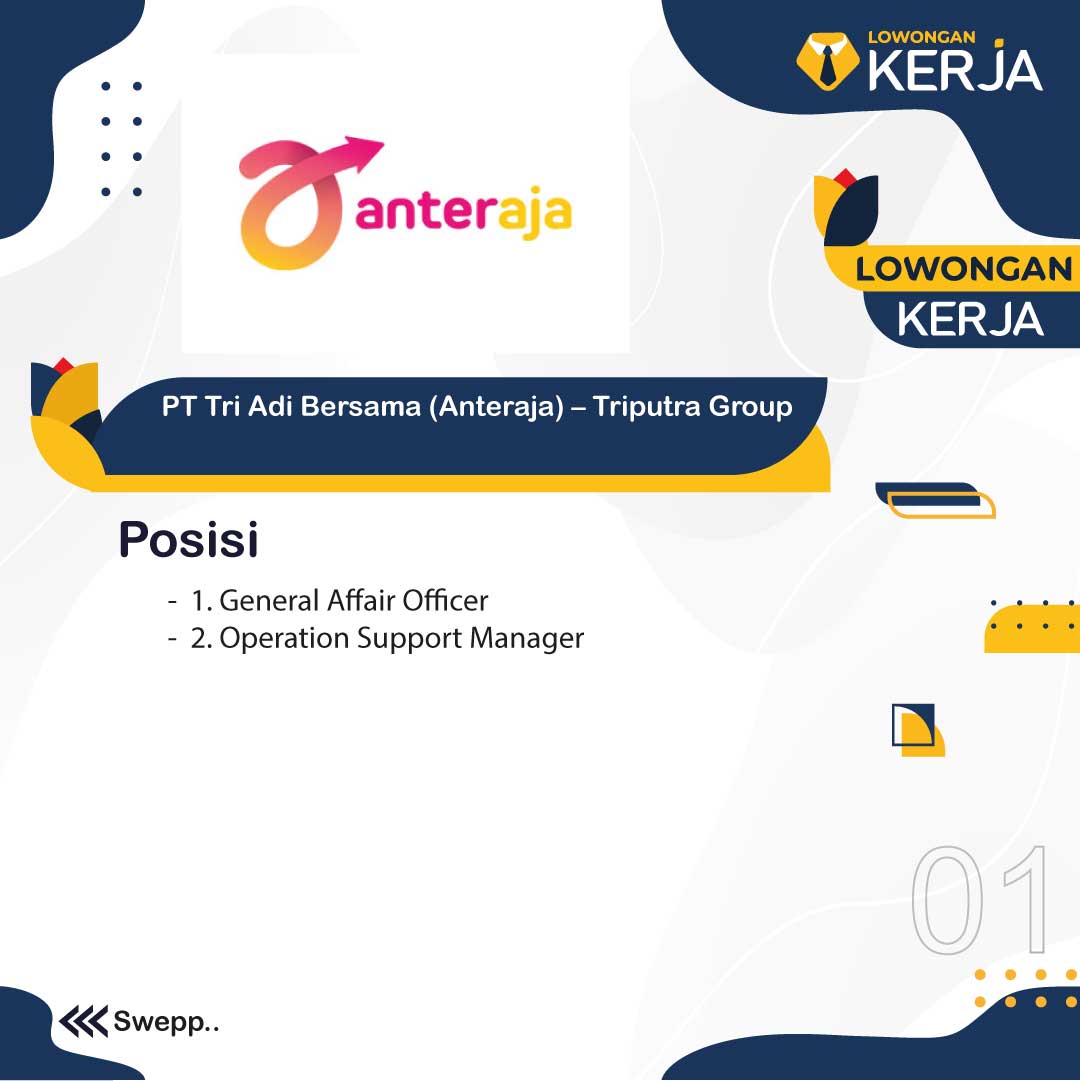 LOWONGAN
KERJA
anteraja
LOWONGAN
KERJA
PT Tri Adi Bersama (Anteraja) – Triputra Group
Posisi
- 1. General Affair Officer
- 2. Operation Support Manager
01
Swepp..